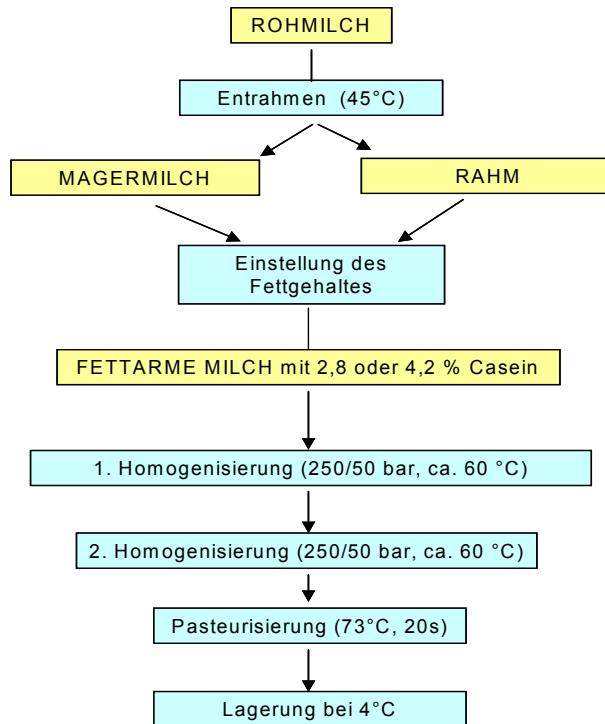 ROHMILCH
Entrahmen (45°C)
MAGERMILCH
RAHM
Einstellung des
Fettgehaltes
FETTARME MILCH mit 2,8 oder 4,2 % Casein
1. Homogenisierung (250/50 bar, ca. 60 °C)
2. Homogenisierung (250/50 bar, ca. 60 °C)
Pasteurisierung (73°C, 20s)
Lagerung bei 4°C